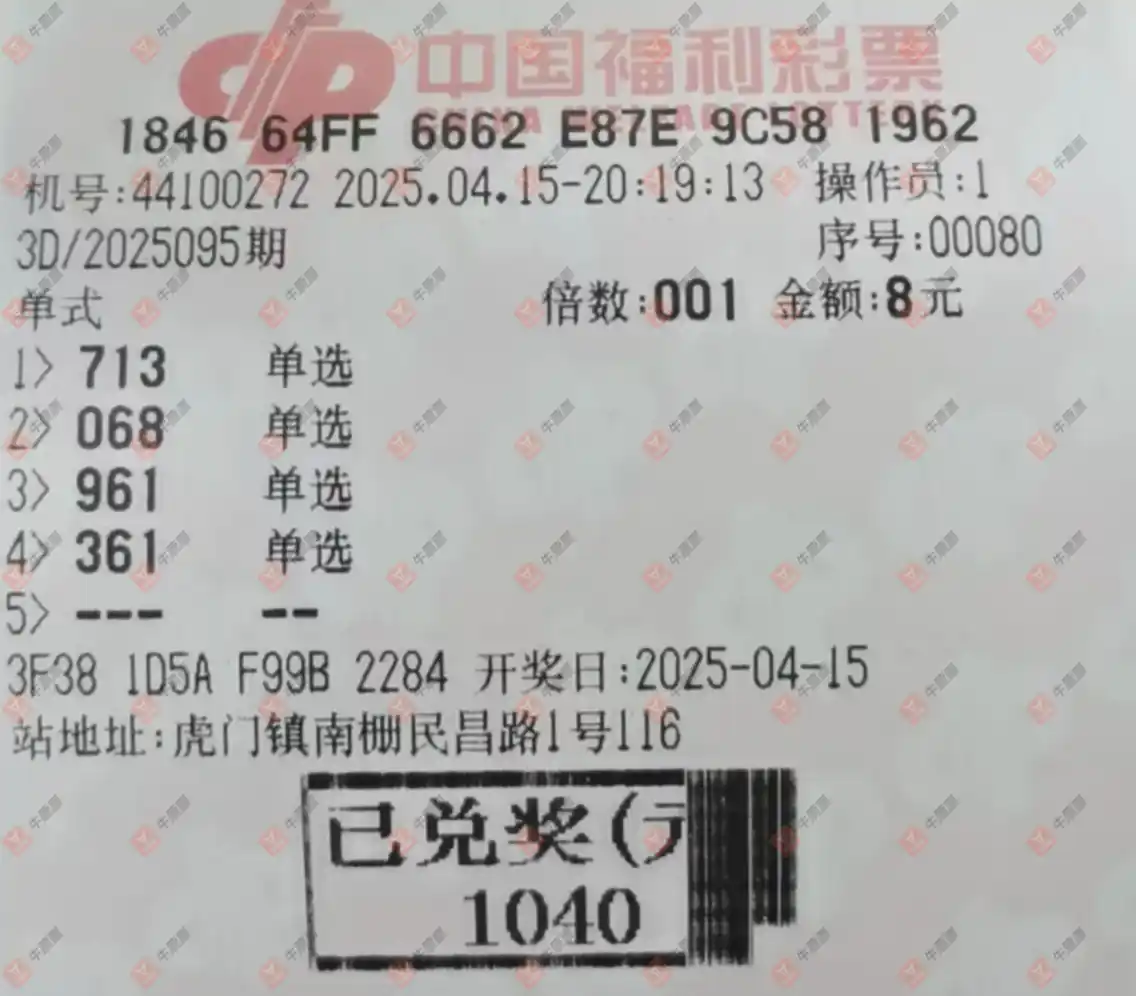 中国福利彩票
CHINA WELFARE LOTTERY
1846 64FF 6662 E87E 9C58 1962
机号:44100272 2025.04.15-20:19:13 操作员:1
3D/2025095期 序号:00080
单式 倍数:001 金额:8元
1> 713 单选
2> 068 单选
3> 961 单选
4> 361 单选
5> --- --
3F38 1D5A F99B 2284 开奖日:2025-04-15
站地址:虎门镇南栅民昌路1号116
已兑奖(元
1040